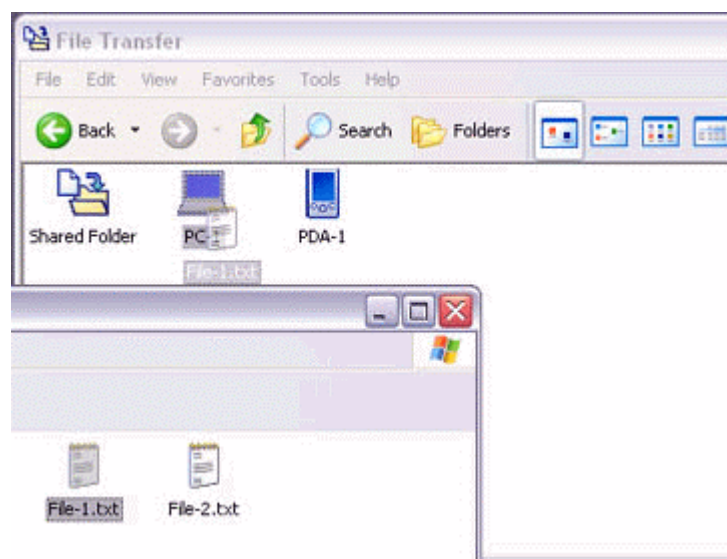 File Transfer
File Edit View Favorites Tools Help
Back Search Folders
Shared Folder PC-1 PDA-1
File-1.txt
File-1.txt File-2.txt